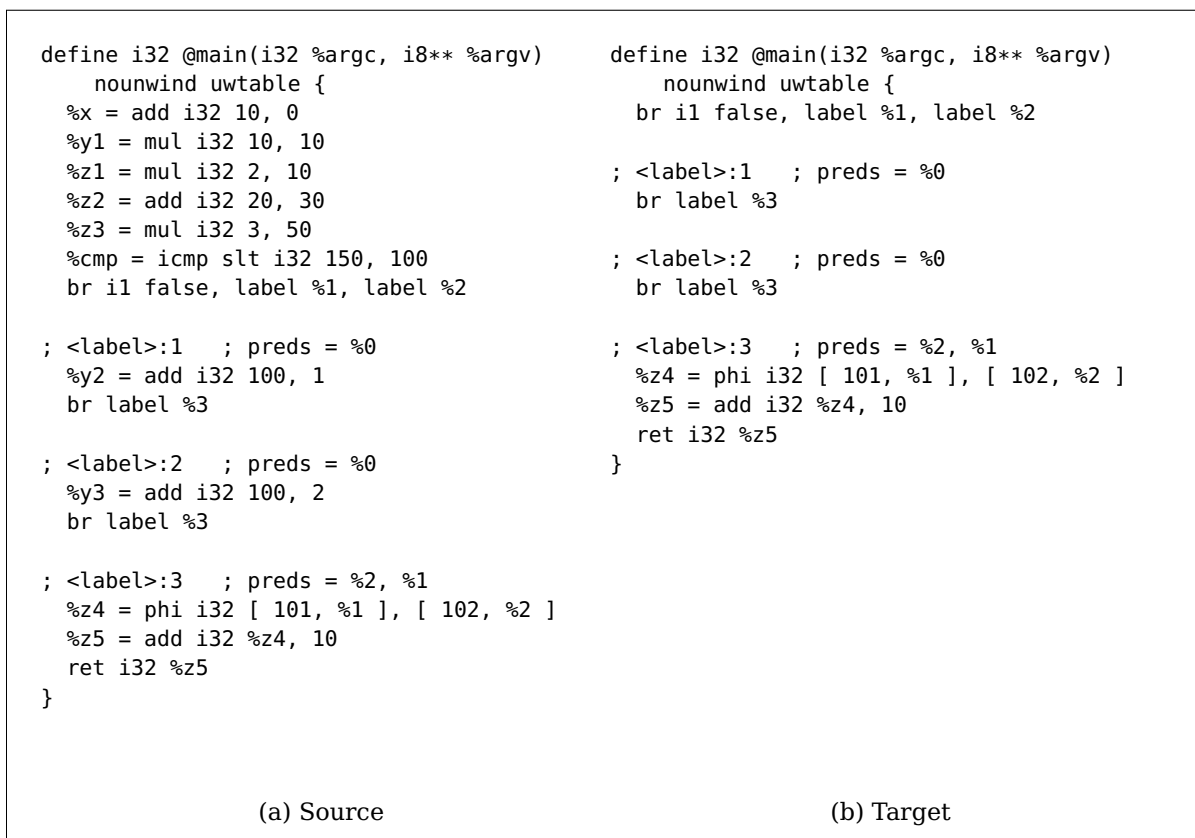 define i32 @main(i32 %argc, i8** %argv)
    nounwind uwtable {
  %x = add i32 10, 0
  %y1 = mul i32 10, 10
  %z1 = mul i32 2, 10
  %z2 = add i32 20, 30
  %z3 = mul i32 3, 50
  %cmp = icmp slt i32 150, 100
  br i1 false, label %1, label %2
; <label>:1   ; preds = %0
  %y2 = add i32 100, 1
  br label %3
; <label>:2   ; preds = %0
  %y3 = add i32 100, 2
  br label %3
; <label>:3   ; preds = %2, %1
  %z4 = phi i32 [ 101, %1 ], [ 102, %2 ]
  %z5 = add i32 %z4, 10
  ret i32 %z5
}
(a) Source
define i32 @main(i32 %argc, i8** %argv)
    nounwind uwtable {
  br i1 false, label %1, label %2
; <label>:1   ; preds = %0
  br label %3
; <label>:2   ; preds = %0
  br label %3
; <label>:3   ; preds = %2, %1
  %z4 = phi i32 [ 101, %1 ], [ 102, %2 ]
  %z5 = add i32 %z4, 10
  ret i32 %z5
}
(b) Target